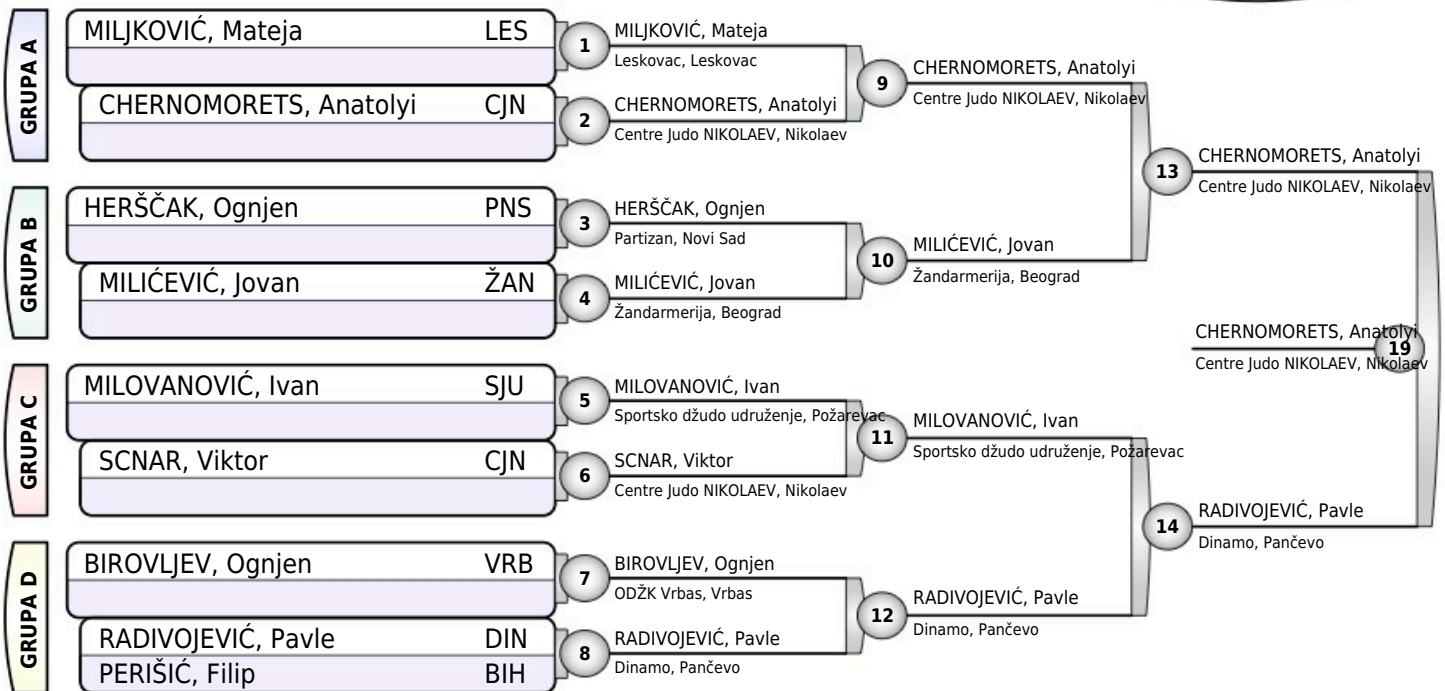 GRUPA A
MILJKOVIĆ, Mateja LES
CHERNOMORETS, Anatolyi CJN
GRUPA B
HERŠČAK, Ognjen PNS
MILIĆEVIĆ, Jovan ŽAN
GRUPA C
MILOVANOVIĆ, Ivan SJU
SCNAR, Viktor CJN
GRUPA D
BIROVLJEV, Ognjen VRB
RADIVOJEVIĆ, Pavle DIN
PERIŠIĆ, Filip BIH
1
MILJKOVIĆ, Mateja
Leskovac, Leskovac
2
CHERNOMORETS, Anatolyi
Centre Judo NIKOLAEV, Nikolaev
3
HERŠČAK, Ognjen
Partizan, Novi Sad
4
MILIĆEVIĆ, Jovan
Žandarmerija, Beograd
5
MILOVANOVIĆ, Ivan
Sportsko džudo udruženje, Požarevac
6
SCNAR, Viktor
Centre Judo NIKOLAEV, Nikolaev
7
BIROVLJEV, Ognjen
ODŽK Vrbas, Vrbas
8
RADIVOJEVIĆ, Pavle
Dinamo, Pančevo
9
CHERNOMORETS, Anatolyi
Centre Judo NIKOLAEV, Nikolaev
10
MILIĆEVIĆ, Jovan
Žandarmerija, Beograd
11
MILOVANOVIĆ, Ivan
Sportsko džudo udruženje, Požarevac
12
RADIVOJEVIĆ, Pavle
Dinamo, Pančevo
13
CHERNOMORETS, Anatolyi
Centre Judo NIKOLAEV, Nikolaev
14
RADIVOJEVIĆ, Pavle
Dinamo, Pančevo
CHERNOMORETS, Anatolyi
19
Centre Judo NIKOLAEV, Nikolaev